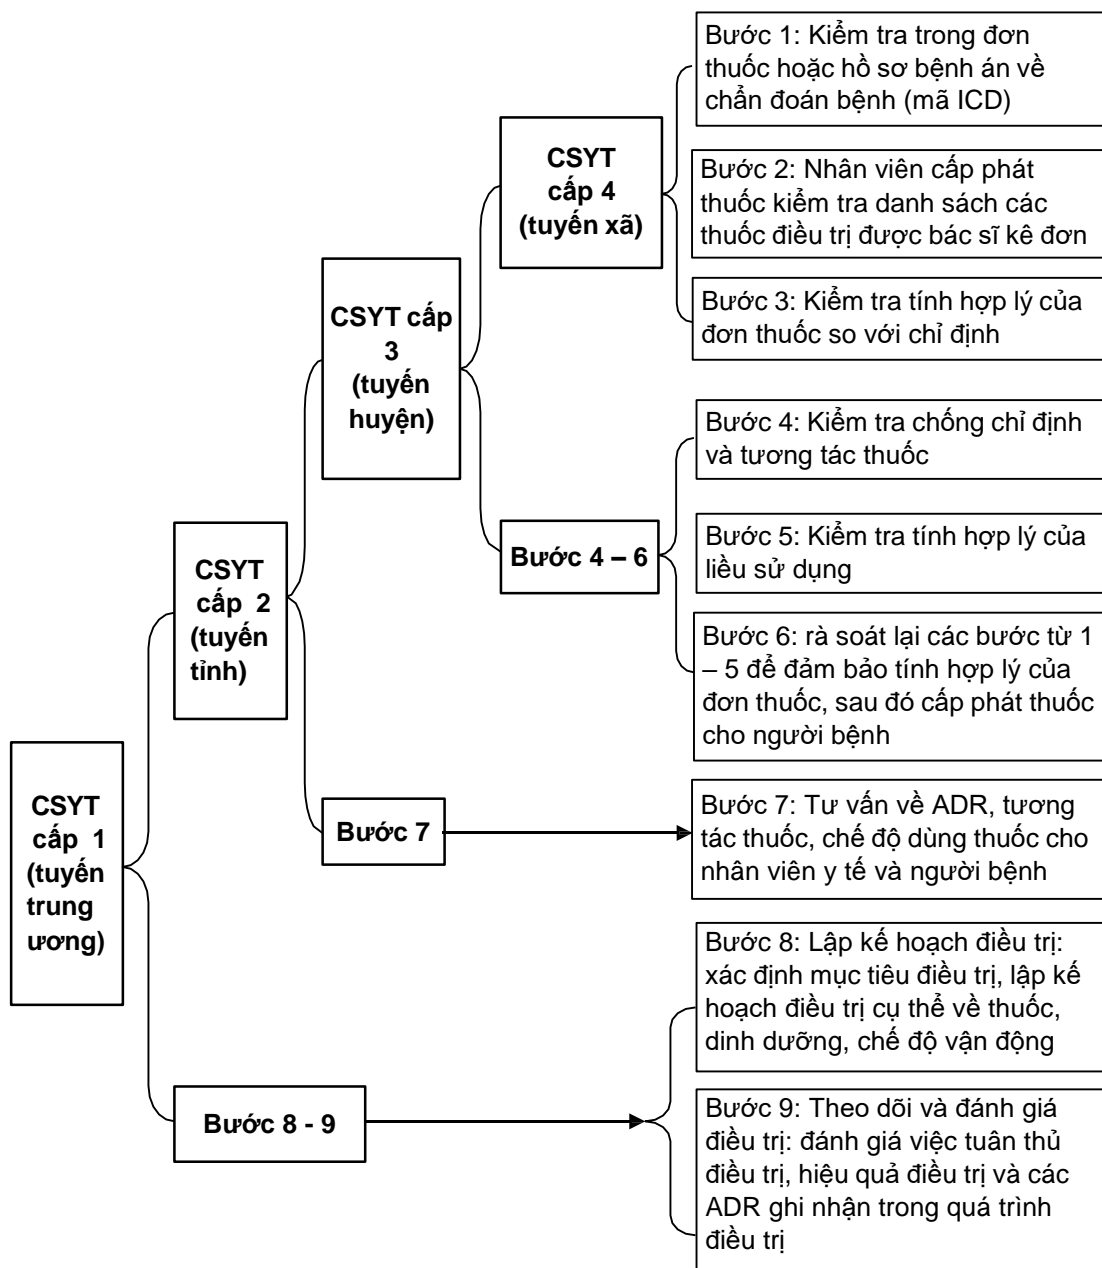 Bước 1: Kiểm tra trong đơn
thuốc hoặc hồ sơ bệnh án về
chẩn đoán bệnh (mã ICD)
CSYT
cấp 4
(tuyến xã)
Bước 2: Nhân viên cấp phát
thuốc kiểm tra danh sách các
thuốc điều trị được bác sĩ kê đơn
Bước 3: Kiểm tra tính hợp lý của
đơn thuốc so với chỉ định
CSYT cấp
3
(tuyến
huyện)
Bước 4: Kiểm tra chống chỉ định
và tương tác thuốc
Bước 4 – 6
Bước 5: Kiểm tra tính hợp lý của
liều sử dụng
Bước 6: rà soát lại các bước từ 1
– 5 để đảm bảo tính hợp lý của
đơn thuốc, sau đó cấp phát thuốc
cho người bệnh
CSYT
cấp 2
(tuyến
tỉnh)
Bước 7
Bước 7: Tư vấn về ADR, tương
tác thuốc, chế độ dùng thuốc cho
nhân viên y tế và người bệnh
CSYT
cấp 1
(tuyến
trung
ương)
Bước 8: Lập kế hoạch điều trị:
xác định mục tiêu điều trị, lập kế
hoạch điều trị cụ thể về thuốc,
dinh dưỡng, chế độ vận động
Bước 8 - 9
Bước 9: Theo dõi và đánh giá
điều trị: đánh giá việc tuân thủ
điều trị, hiệu quả điều trị và các
ADR ghi nhận trong quá trình
điều trị